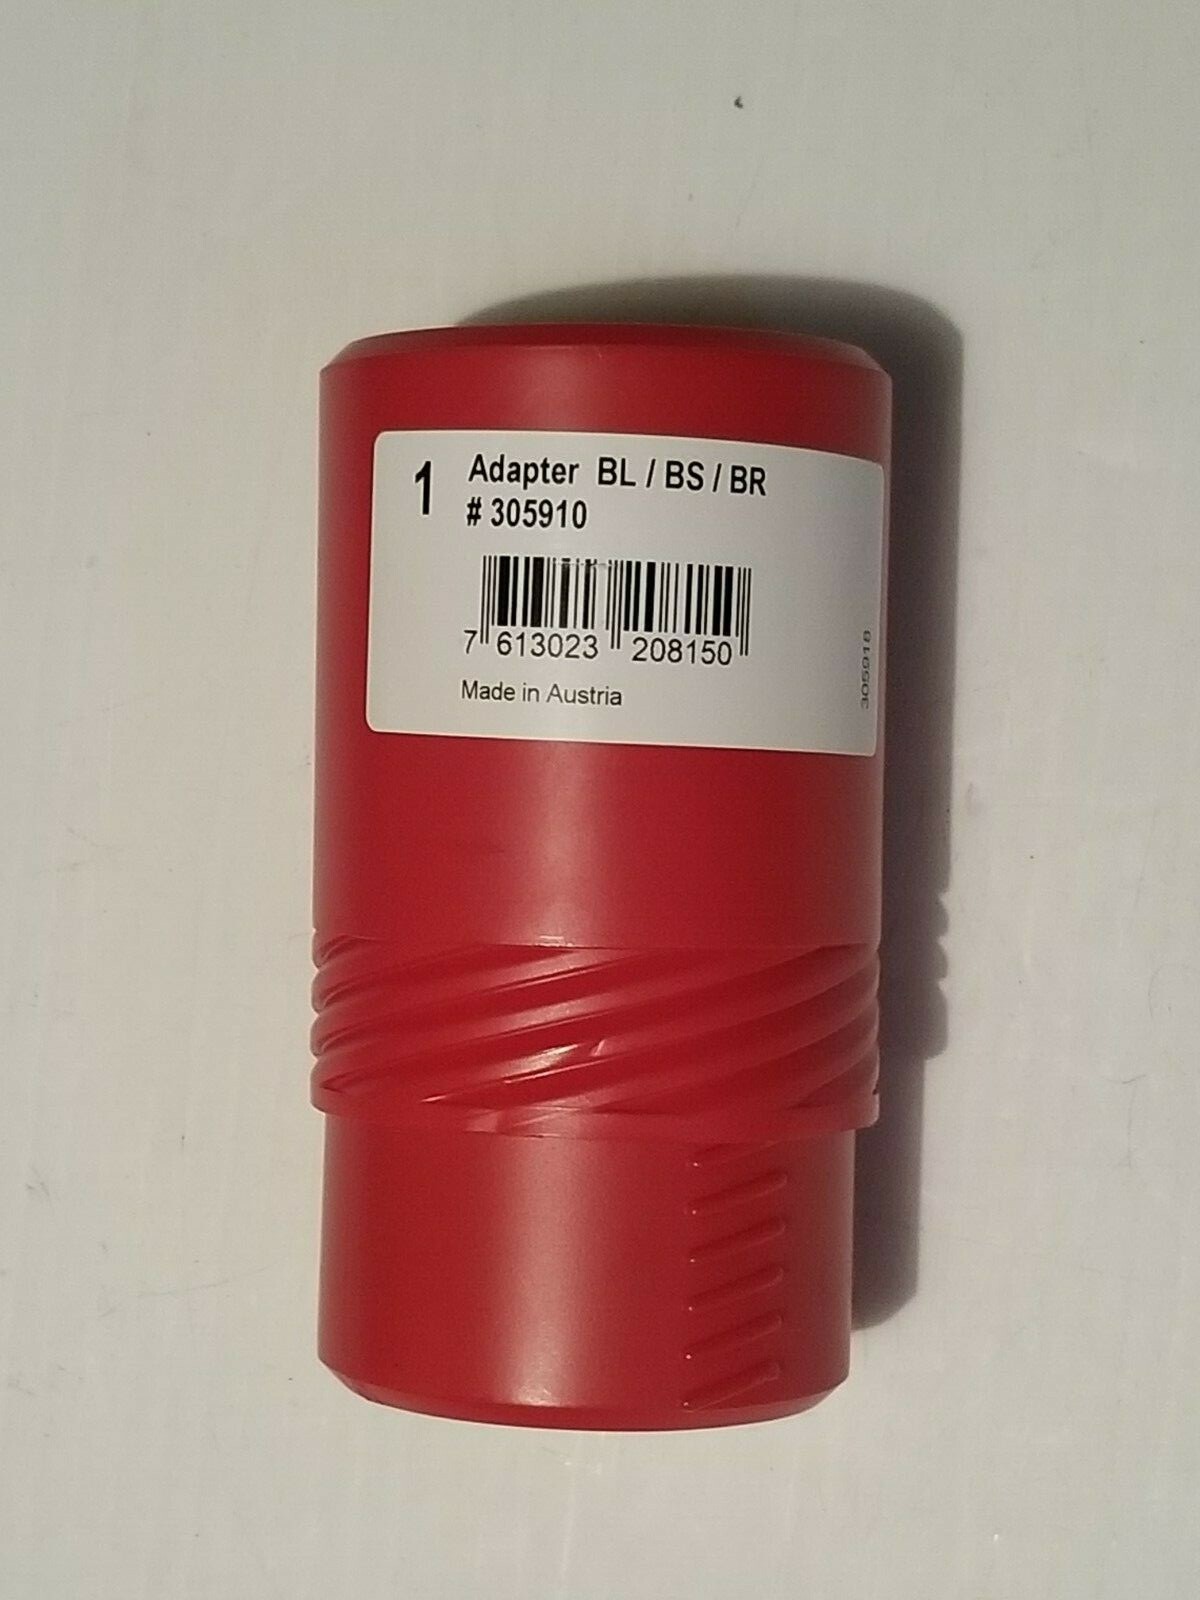 1
Adapter BL / BS / BR
# 305910
7 613023 208150
Made in Austria
305918